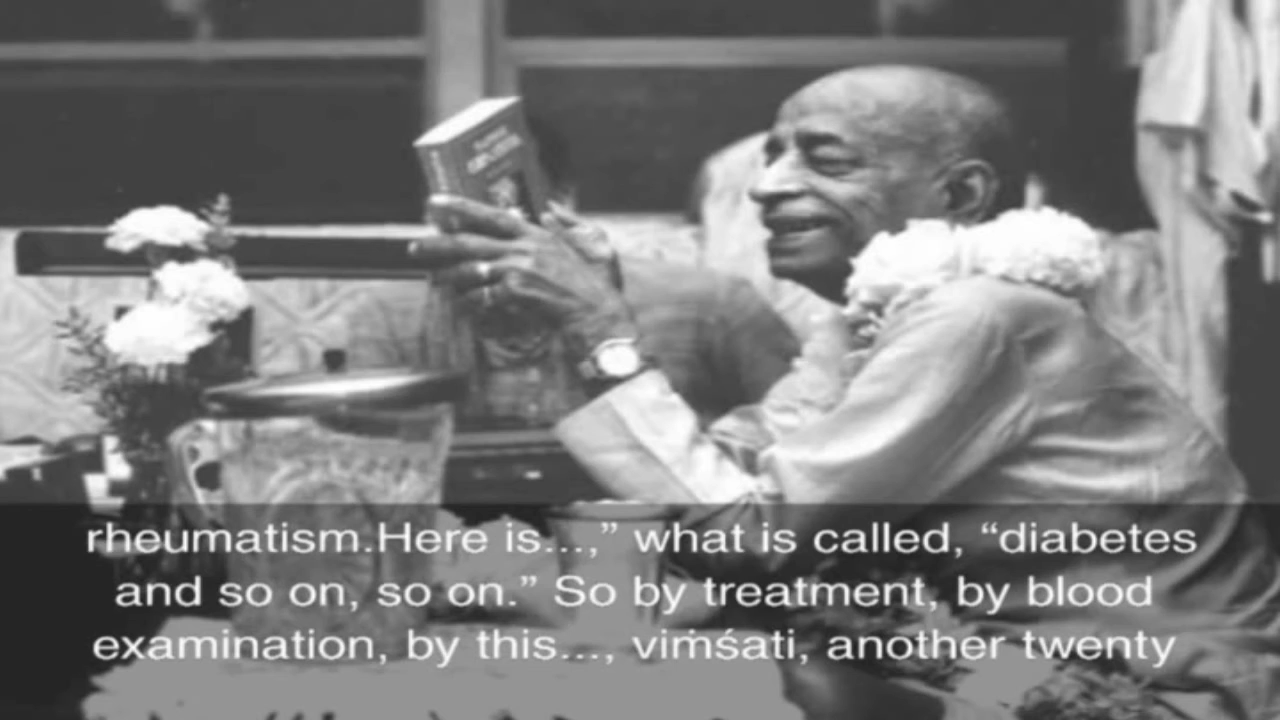 rheumatism.Here is...,” what is called, “diabetes
and so on, so on.” So by treatment, by blood
examination, by this..., viṁśati, another twenty